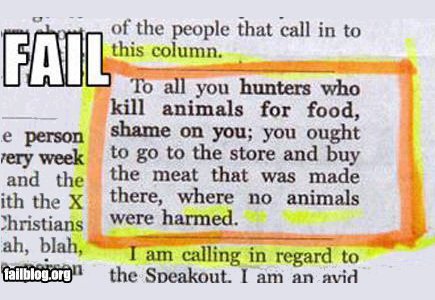 FAIL
e person
very week
and the
ith the X
Christians
ah, blah,
of the people that call in to
this column.
To all you hunters who
kill animals for food,
shame on you; you ought
to go to the store and buy
the meat that was made
there, where no animals
were harmed.
I am calling in regard to
the Speakout. I am an avid
failblog.org